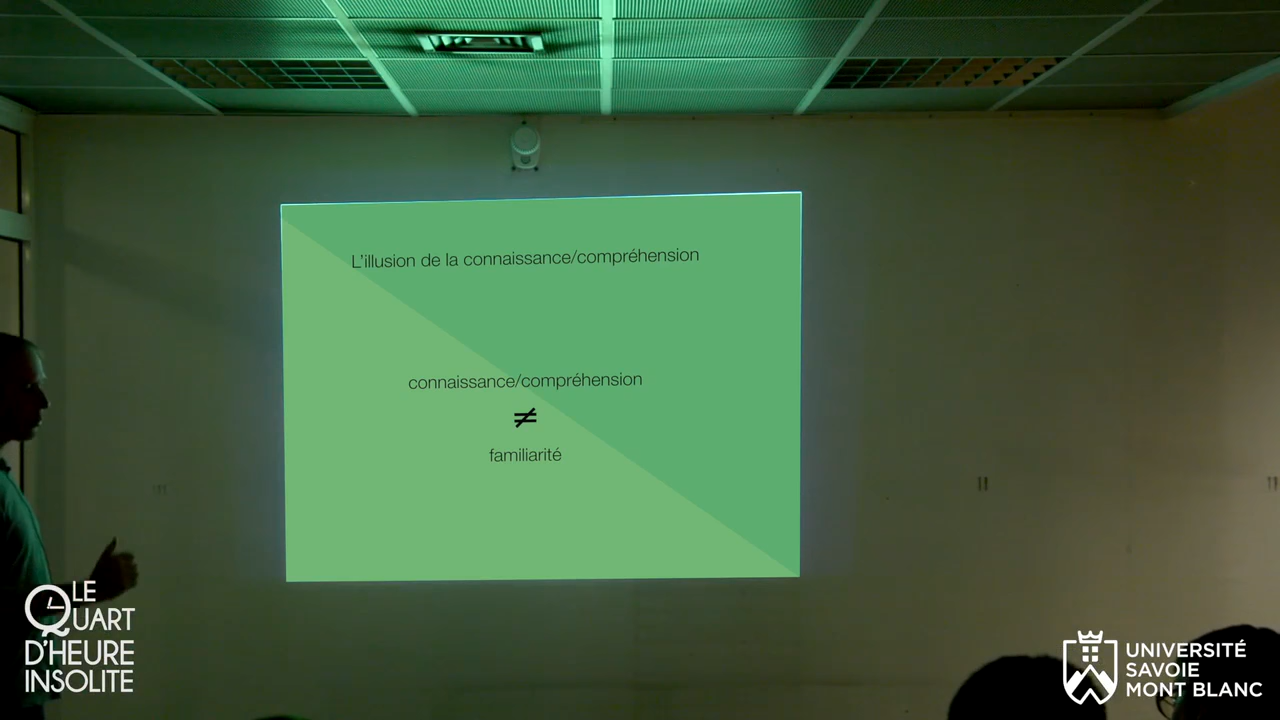 L'illusion de la connaissance/compréhension
connaissance/compréhension
≠
familiarité
LE
QUART
D'HEURE
INSOLITE
UNIVERSITÉ
SAVOIE
MONT BLANC